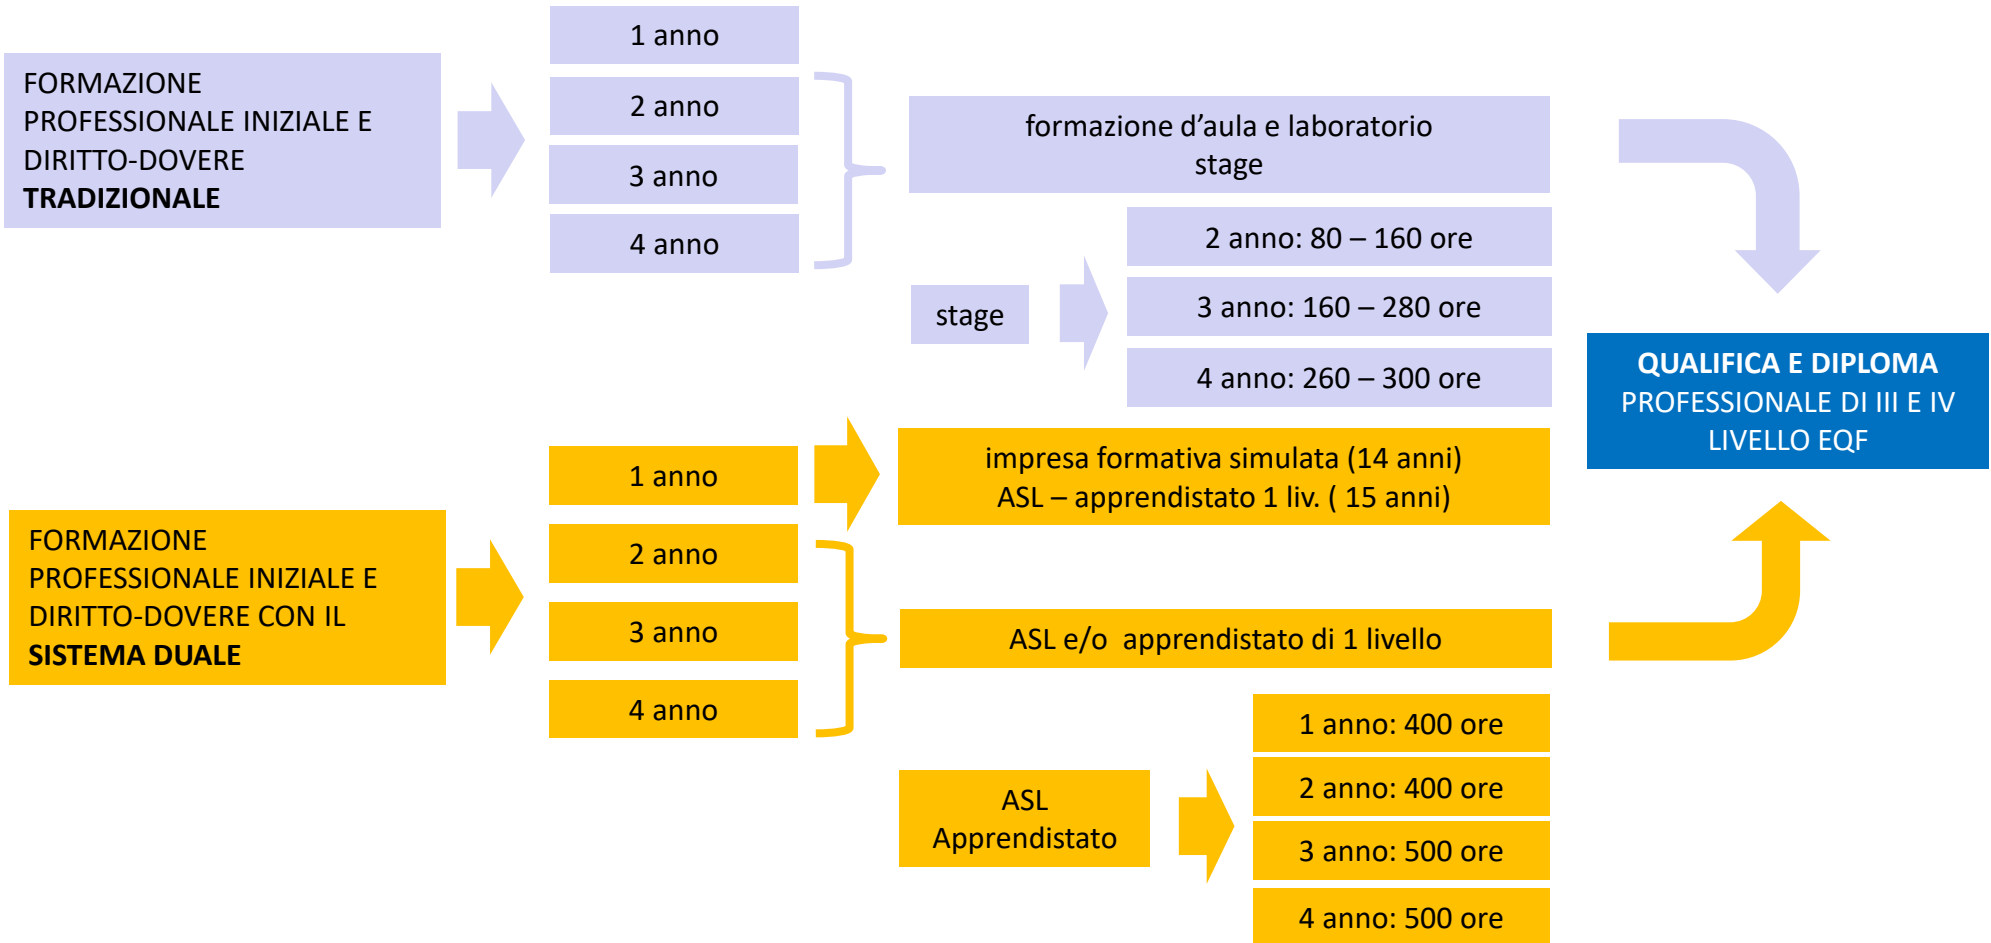 FORMAZIONE
PROFESSIONALE INIZIALE E
DIRITTO-DOVERE
TRADIZIONALE
1 anno
2 anno
3 anno
4 anno
formazione d’aula e laboratorio
stage
stage
2 anno: 80 – 160 ore
3 anno: 160 – 280 ore
4 anno: 260 – 300 ore
QUALIFICA E DIPLOMA
PROFESSIONALE DI III E IV
LIVELLO EQF
FORMAZIONE
PROFESSIONALE INIZIALE E
DIRITTO-DOVERE CON IL
SISTEMA DUALE
1 anno
2 anno
3 anno
4 anno
impresa formativa simulata (14 anni)
ASL – apprendistato 1 liv. ( 15 anni)
ASL e/o  apprendistato di 1 livello
ASL
Apprendistato
1 anno: 400 ore
2 anno: 400 ore
3 anno: 500 ore
4 anno: 500 ore